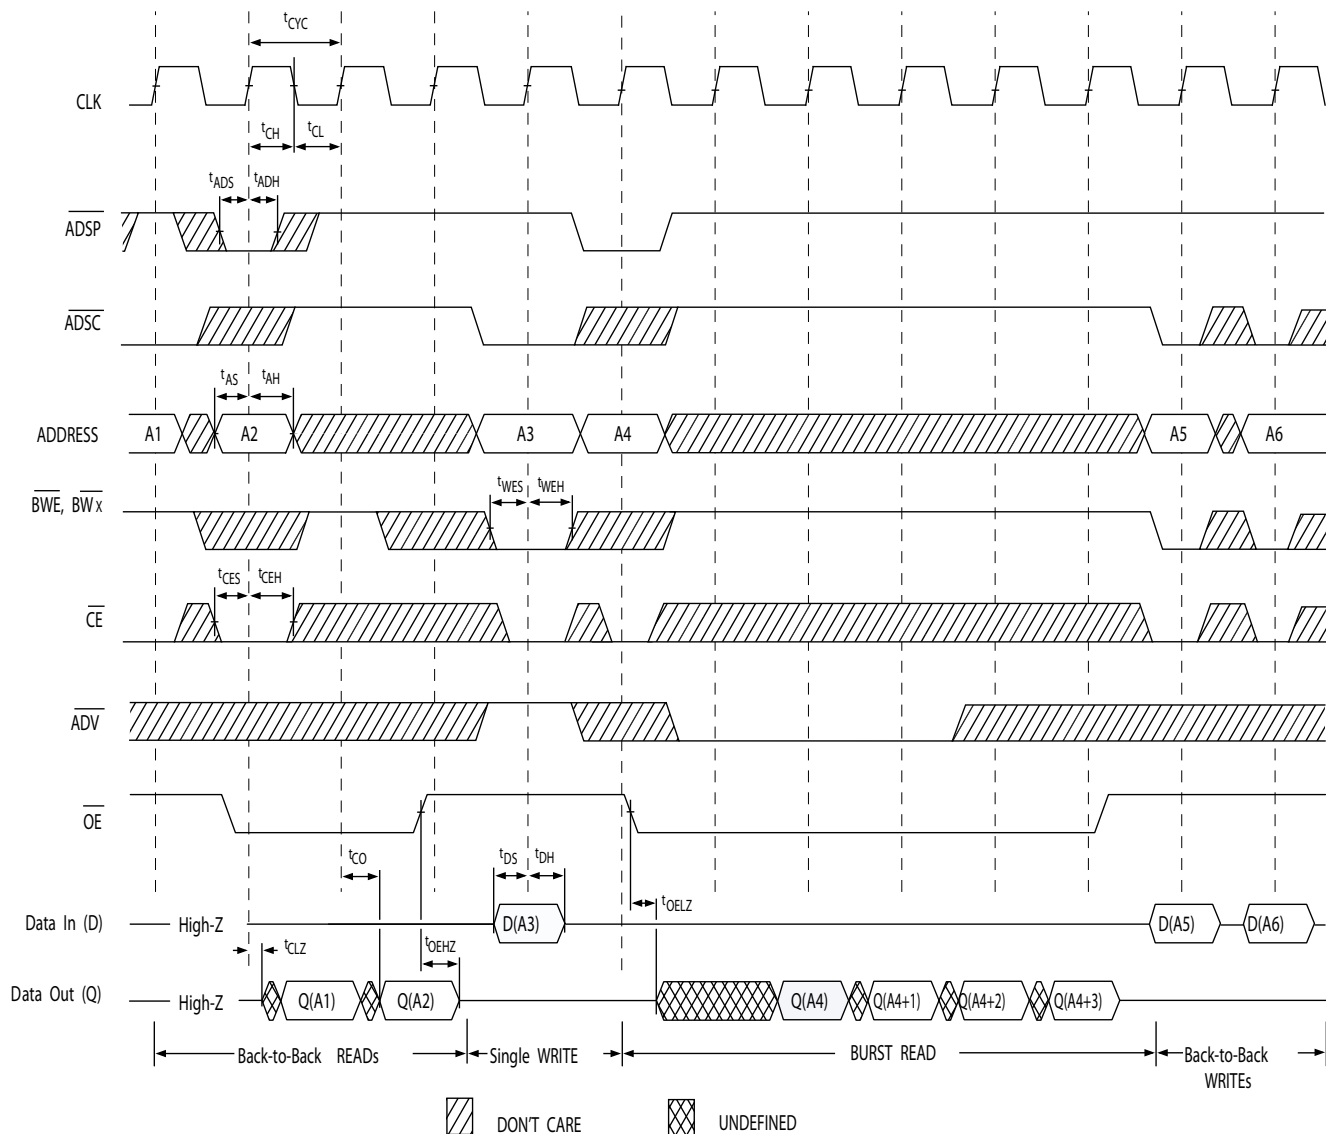 tCYC
CLK
tCH tCL
tADS tADH
ADSP
ADSC
tAS tAH
ADDRESS A1 A2 A3 A4 A5 A6
tWES tWEH
BWE, BW x
tCES tCEH
CE
ADV
OE
tCO tDS tDH
tOELZ
Data In (D) High-Z D(A3) D(A5) D(A6)
tCLZ tOEHZ
Data Out (Q) High-Z Q(A1) Q(A2) Q(A4) Q(A4+1) Q(A4+2) Q(A4+3)
Back-to-Back READs Single WRITE BURST READ Back-to-Back
WRITEs
DON'T CARE UNDEFINED